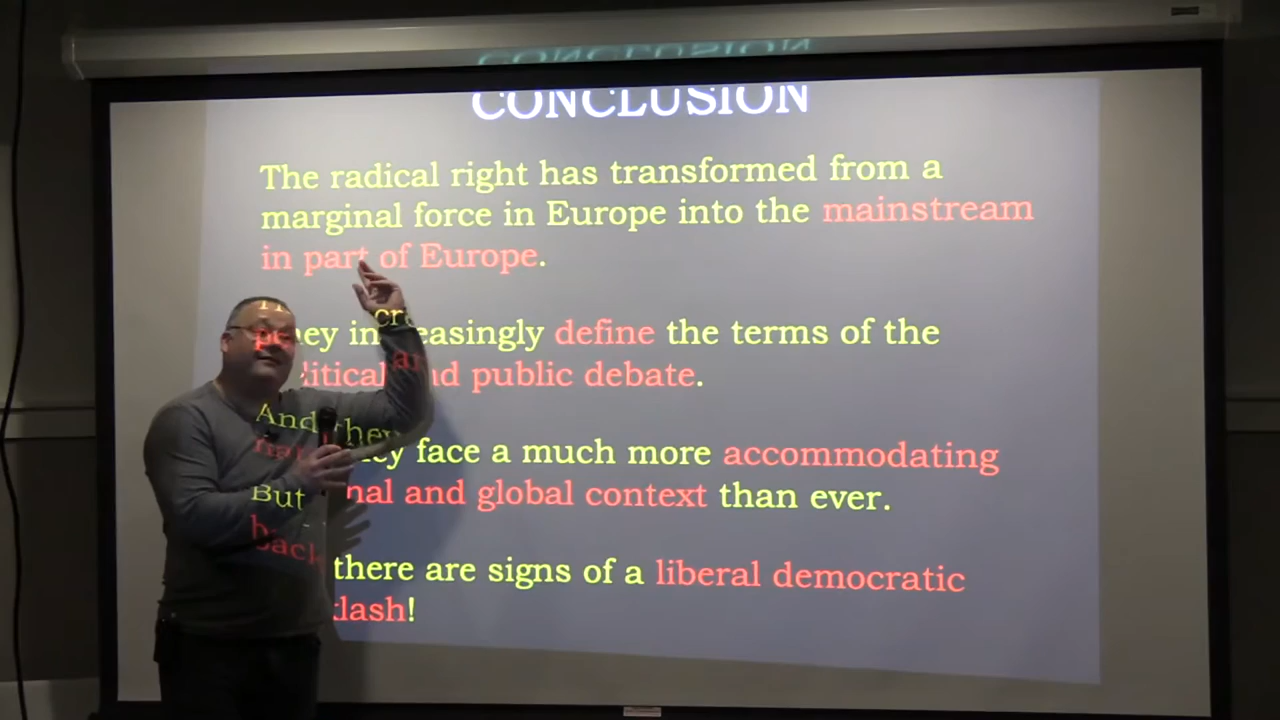 CONCLUSION
The radical right has transformed from a
marginal force in Europe into the mainstream
in part of Europe.
They increasingly define the terms of the
political and public debate.
And they face a much more accommodating
national and global context than ever.
But there are signs of a liberal democratic
backlash!